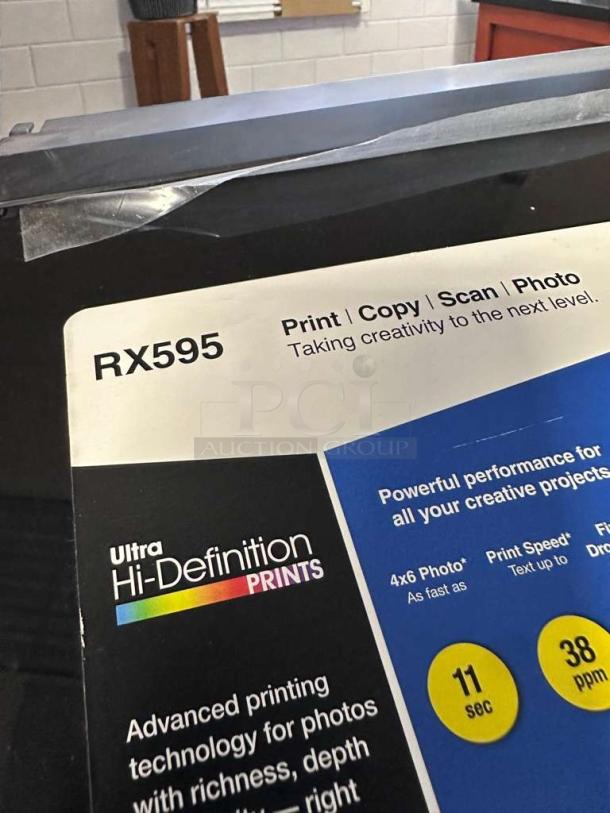 RX595
Print | Copy | Scan | Photo
Taking creativity to the next level.
PCI
AUCTION GROUP
Powerful performance for
all your creative projects
Ultra
Hi-Definition
PRINTS
4x6 Photo*
As fast as
11
sec
Print Speed*
Text up to
38
ppm
Advanced printing
technology for photos
with richness, depth
— right